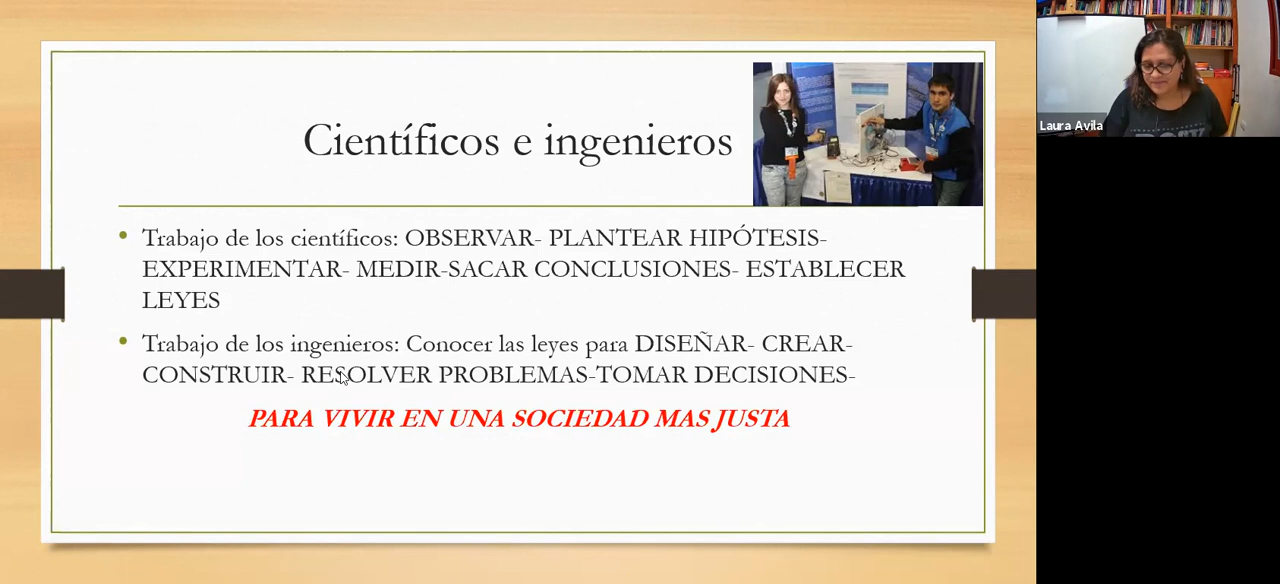 Científicos e ingenieros
• Trabajo de los científicos: OBSERVAR- PLANTEAR HIPÓTESIS-
EXPERIMENTAR- MEDIR-SACAR CONCLUSIONES- ESTABLECER
LEYES
• Trabajo de los ingenieros: Conocer las leyes para DISEÑAR- CREAR-
CONSTRUIR- RESOLVER PROBLEMAS-TOMAR DECISIONES-
PARA VIVIR EN UNA SOCIEDAD MAS JUSTA
Laura Avila